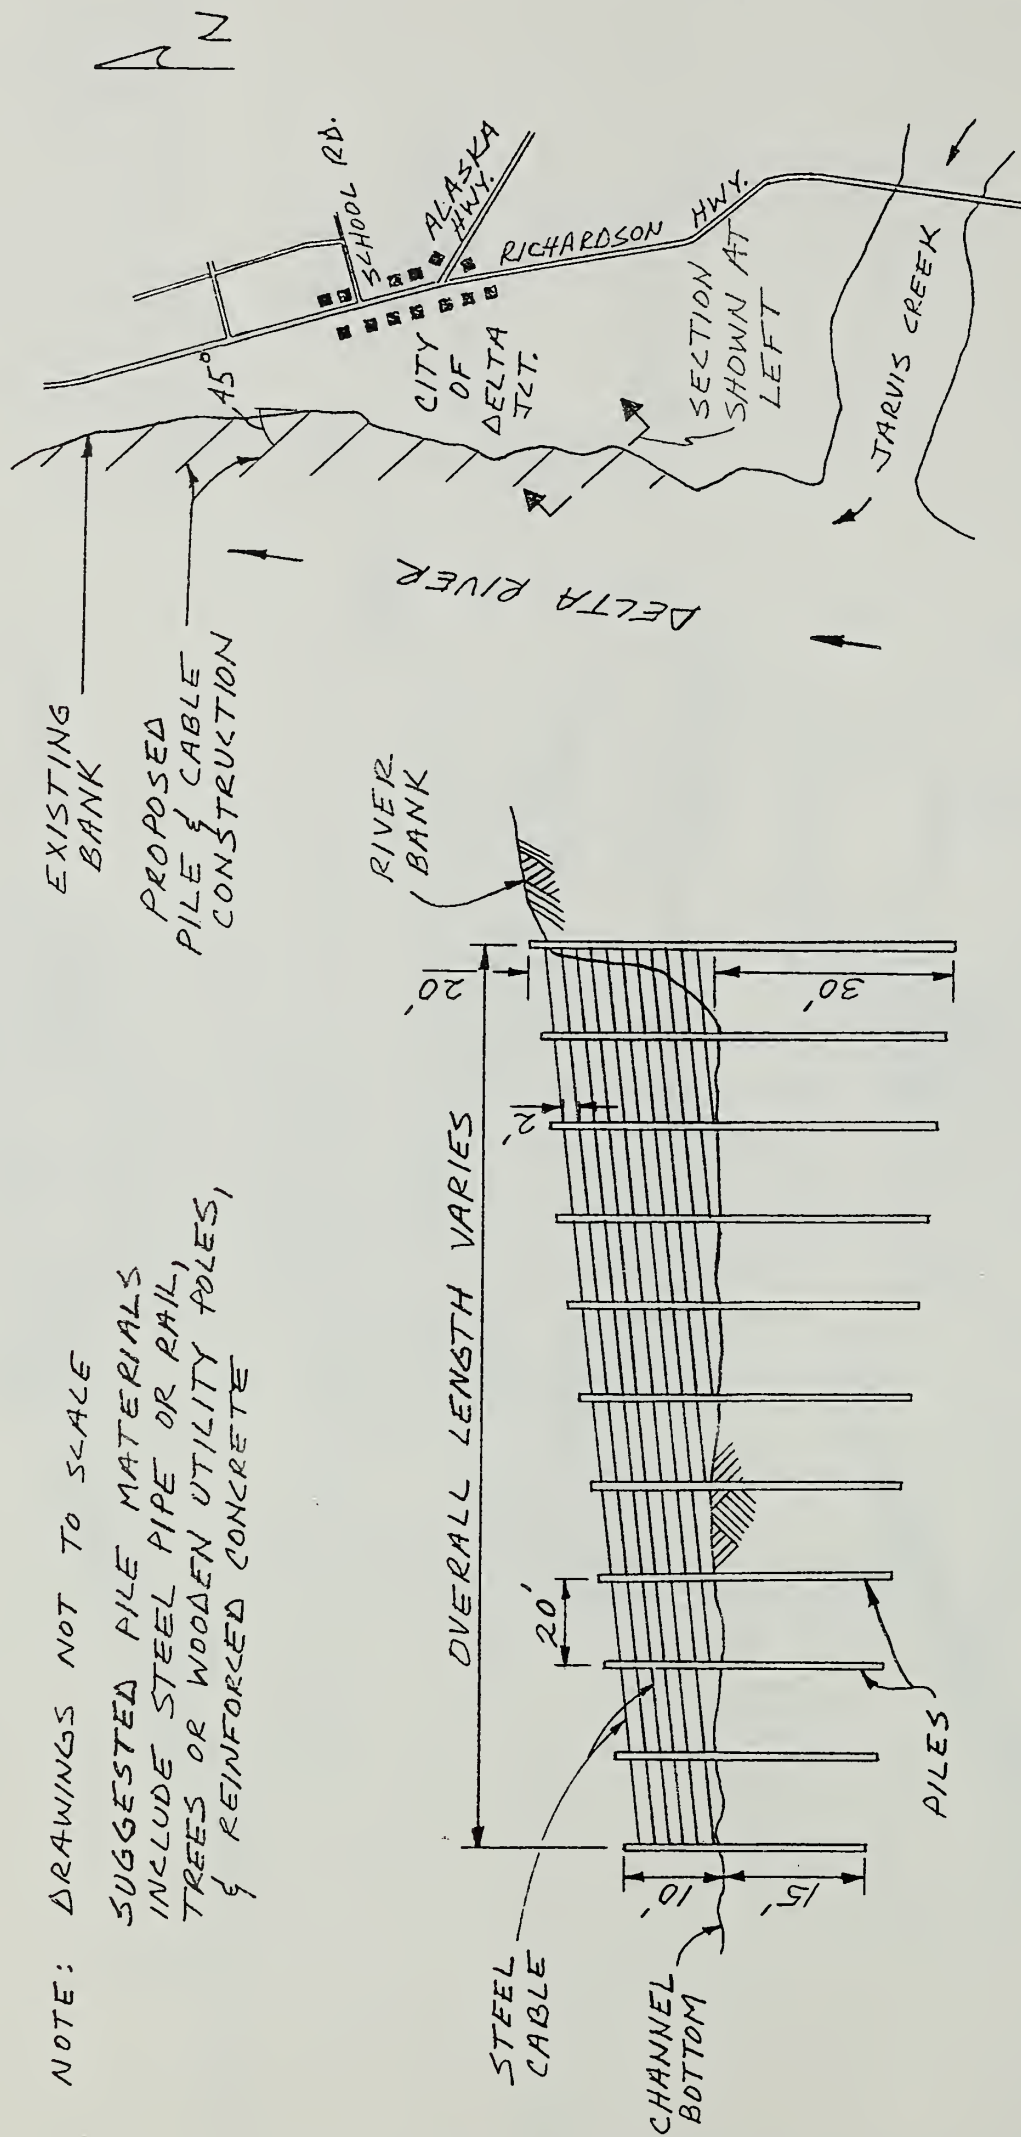 NOTE: DRAWINGS NOT TO SCALE
SUGGESTED PILE MATERIALS
INCLUDE STEEL PIPE OR RAIL,
TREES OR WOODEN UTILITY POLES,
& REINFORCED CONCRETE
EXISTING
BANK
PROPOSED
PILE & CABLE
CONSTRUCTION
N
45°
SCHOOL RD.
ALASKA
HWY.
RICHARDSON HWY.
CITY
OF
DELTA
JCT.
SECTION
SHOWN AT
LEFT
JARVIS CREEK
DELTA RIVER
OVERALL LENGTH VARIES
RIVER
BANK
20'
30'
2'
20'
10'
15'
STEEL
CABLE
CHANNEL
BOTTOM
PILES